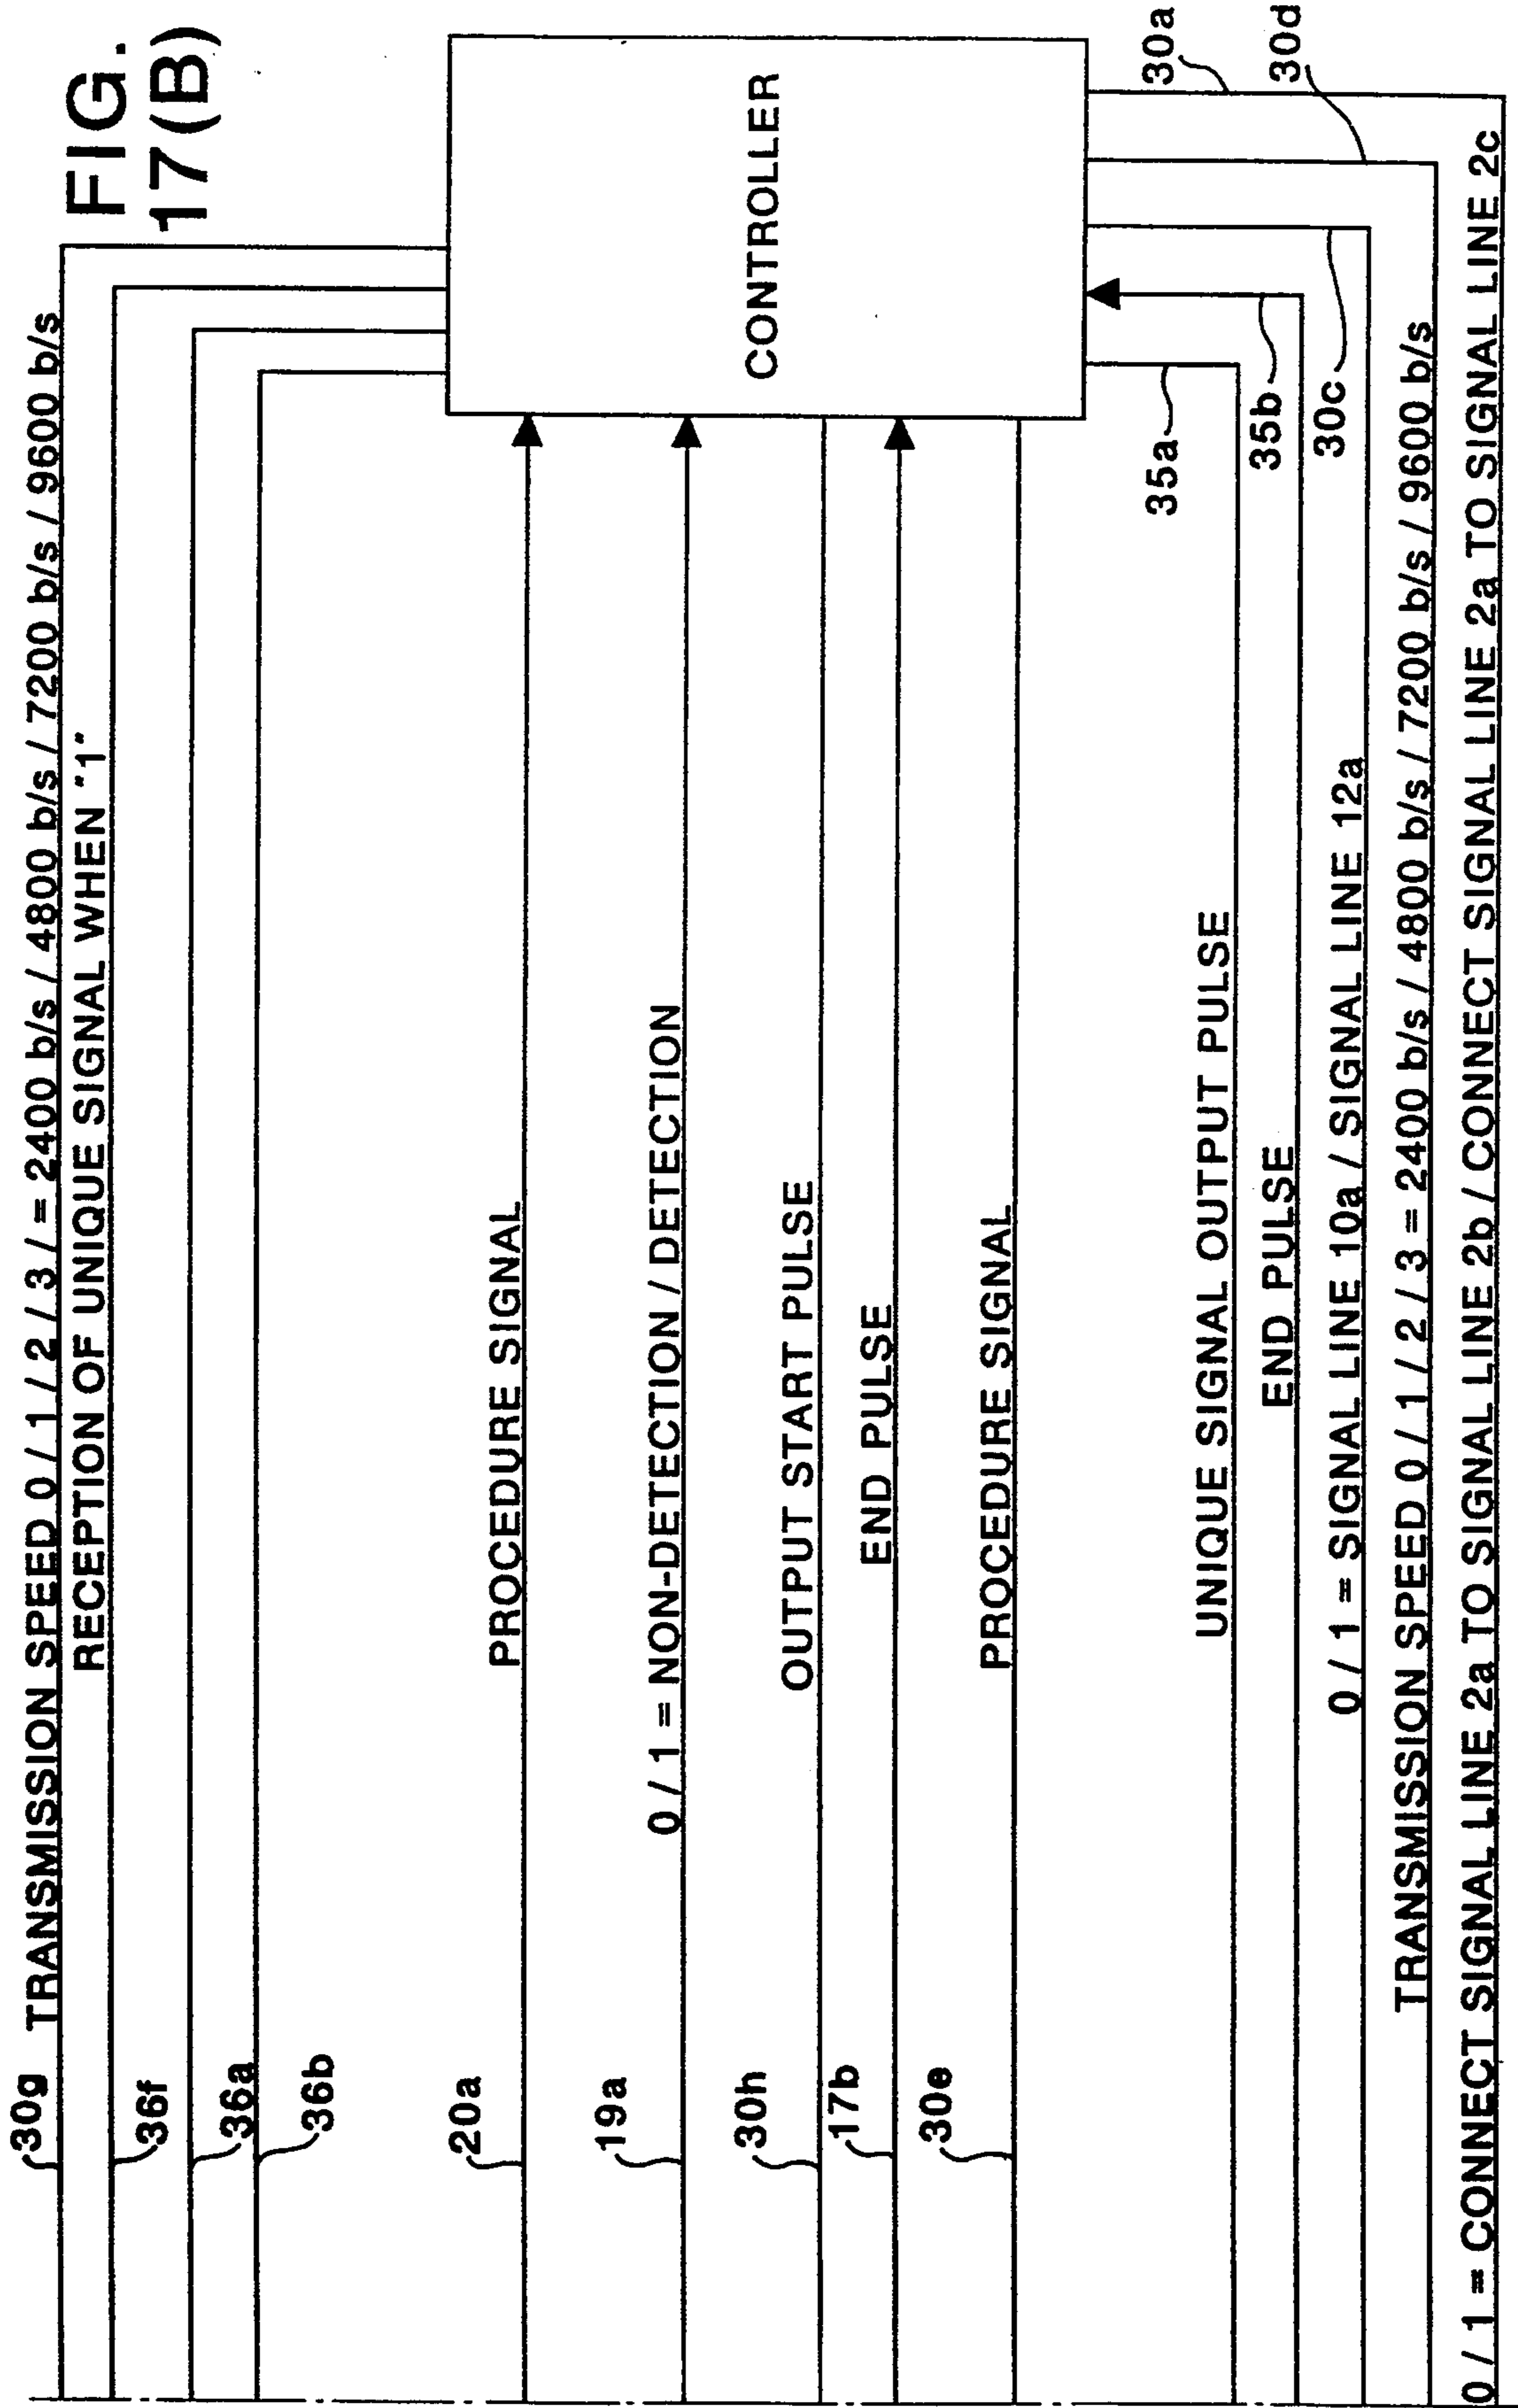 FIG.
17(B)
30g
TRANSMISSION SPEED 0 / 1 / 2 / 3 / = 2400 b/s / 4800 b/s / 7200 b/s / 9600 b/s
RECEPTION OF UNIQUE SIGNAL WHEN "1"
36f
36a
36b
20a
PROCEDURE SIGNAL
19a
0 / 1 = NON-DETECTION / DETECTION
30h
OUTPUT START PULSE
17b
END PULSE
30e
PROCEDURE SIGNAL
CONTROLLER
UNIQUE SIGNAL OUTPUT PULSE
35a
END PULSE
35b
0 / 1 = SIGNAL LINE 10a / SIGNAL LINE 12a
30c
TRANSMISSION SPEED 0 / 1 / 2 / 3 = 2400 b/s / 4800 b/s / 7200 b/s / 9600 b/s
30d
0 / 1 = CONNECT SIGNAL LINE 2a TO SIGNAL LINE 2b / CONNECT SIGNAL LINE 2a TO SIGNAL LINE 2c
30a